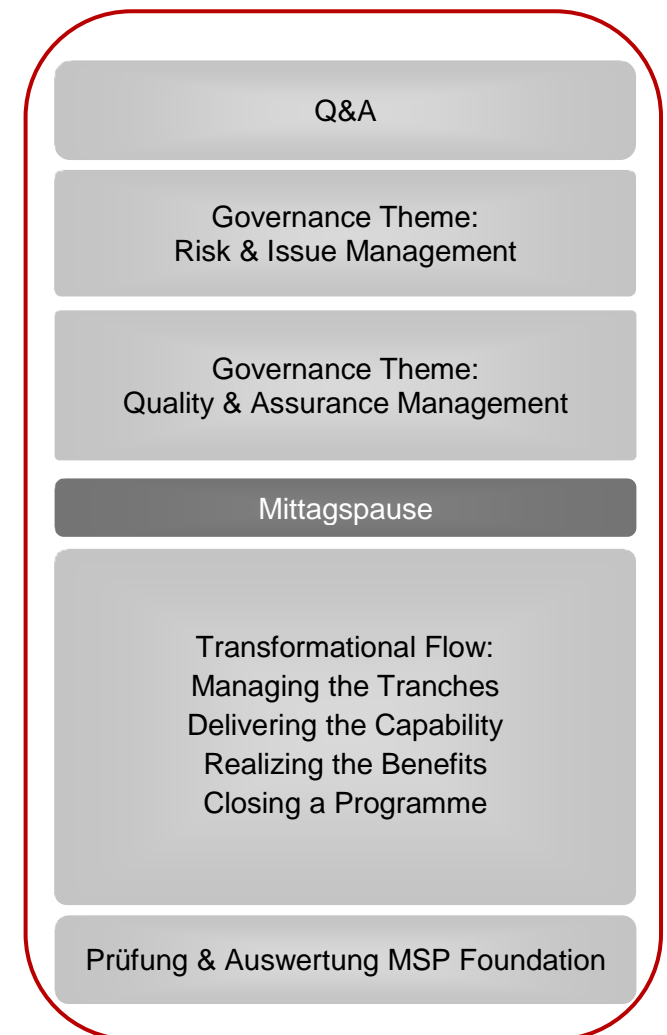 Q&A
Governance Theme:
Risk & Issue Management
Governance Theme:
Quality & Assurance Management
Mittagspause
Transformational Flow:
Managing the Tranches
Delivering the Capability
Realizing the Benefits
Closing a Programme
Prüfung & Auswertung MSP Foundation